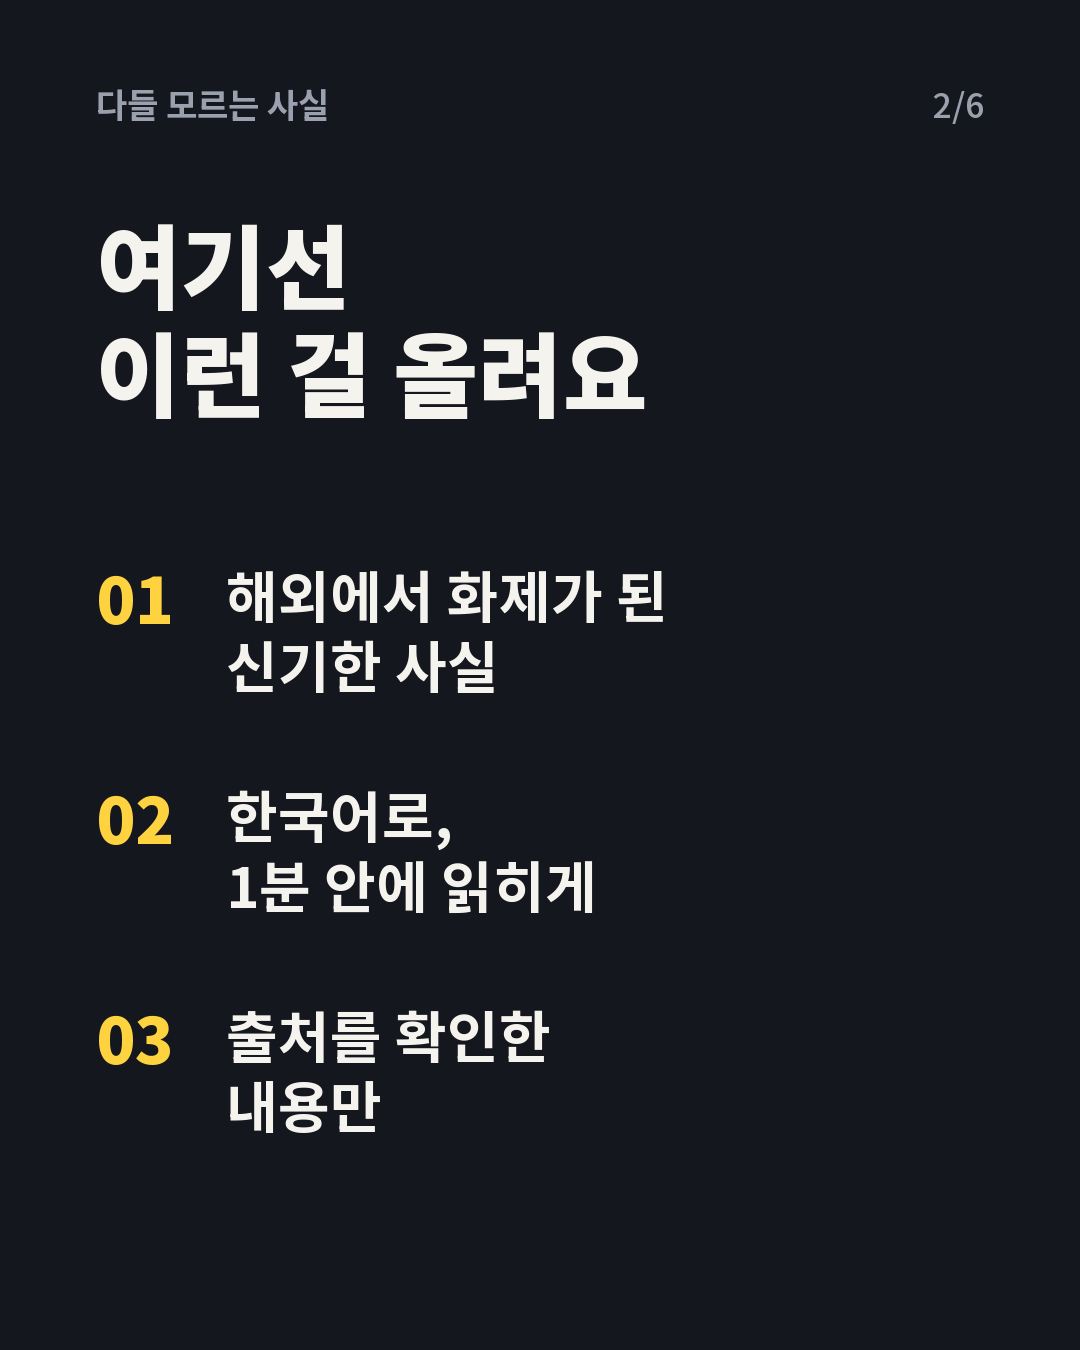 다들 모르는 사실
2/6
여기선
이런 걸 올려요
01
해외에서 화제가 된
신기한 사실
02
한국어로,
1분 안에 읽히게
03
출처를 확인한
내용만